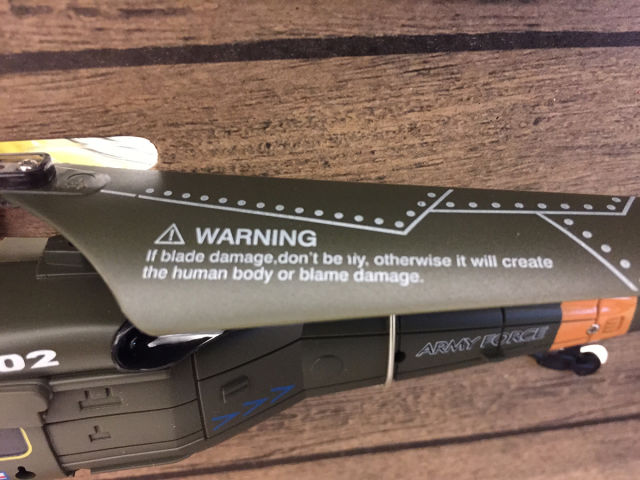 WARNING
If blade damage,don't be fly, otherwise it will create
the human body or blame damage.
ARMY FORCE
02